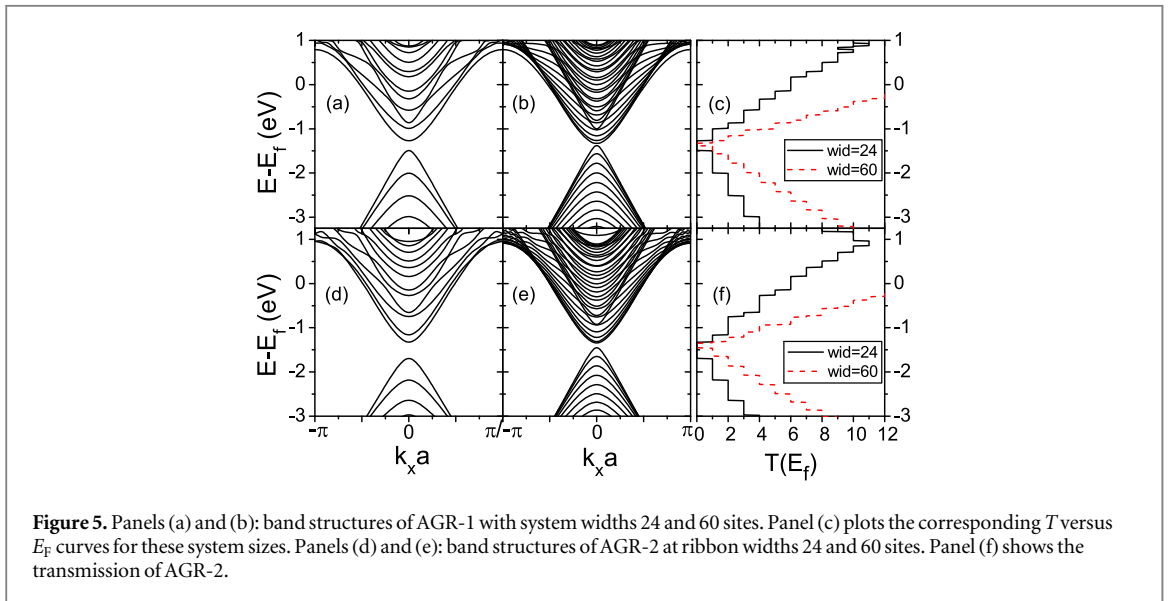 1
0
-1
-2
-3
E-E_f (eV)
(a)
(b)
(c)
wid=24
wid=60
1
0
-1
-2
-3
1
0
-1
-2
-3
E-E_f (eV)
(d)
(e)
(f)
wid=24
wid=60
1
0
-1
-2
-3
-π 0 π/-π 0 π 0 2 4 6 8 10 12
k_x a k_x a T(E_f)
Figure 5. Panels (a) and (b): band structures of AGR-1 with system widths 24 and 60 sites. Panel (c) plots the corresponding T versus
E_F curves for these system sizes. Panels (d) and (e): band structures of AGR-2 at ribbon widths 24 and 60 sites. Panel (f) shows the
transmission of AGR-2.